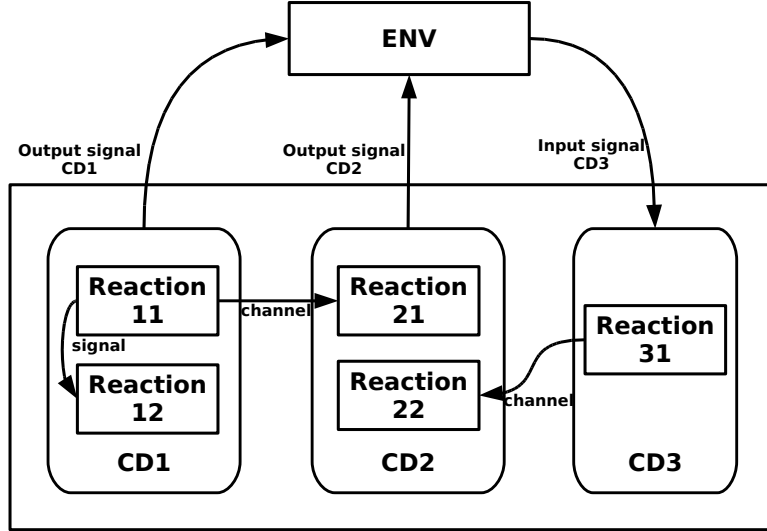 ENV
Output signal
CD1
Output signal
CD2
Input signal
CD3
Reaction
11
channel
Reaction
21
signal
Reaction
12
Reaction
22
channel
Reaction
31
CD1
CD2
CD3